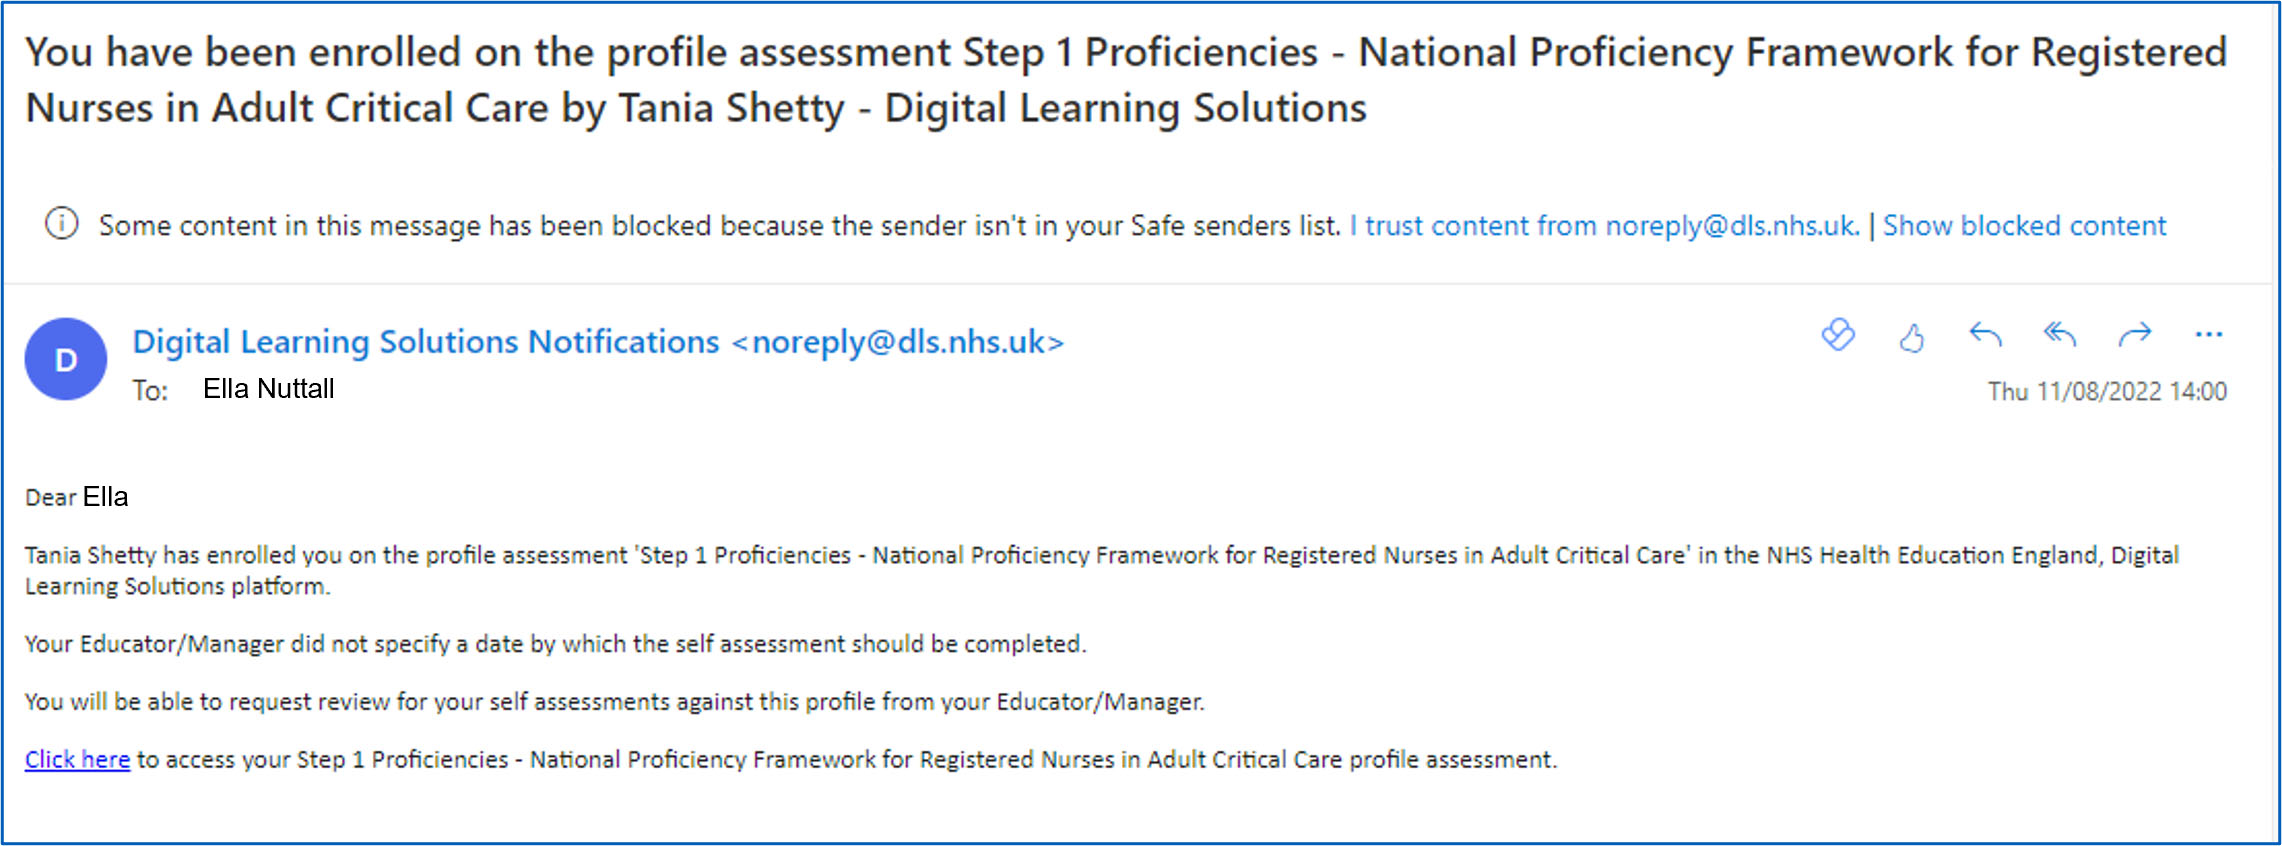 You have been enrolled on the profile assessment Step 1 Proficiencies - National Proficiency Framework for Registered
Nurses in Adult Critical Care by Tania Shetty - Digital Learning Solutions
Some content in this message has been blocked because the sender isn't in your Safe senders list. I trust content from noreply@dls.nhs.uk. | Show blocked content
D
Digital Learning Solutions Notifications <noreply@dls.nhs.uk>
To: Ella Nuttall
Thu 11/08/2022 14:00
Dear Ella
Tania Shetty has enrolled you on the profile assessment 'Step 1 Proficiencies - National Proficiency Framework for Registered Nurses in Adult Critical Care' in the NHS Health Education England, Digital
Learning Solutions platform.
Your Educator/Manager did not specify a date by which the self assessment should be completed.
You will be able to request review for your self assessments against this profile from your Educator/Manager.
Click here to access your Step 1 Proficiencies - National Proficiency Framework for Registered Nurses in Adult Critical Care profile assessment.